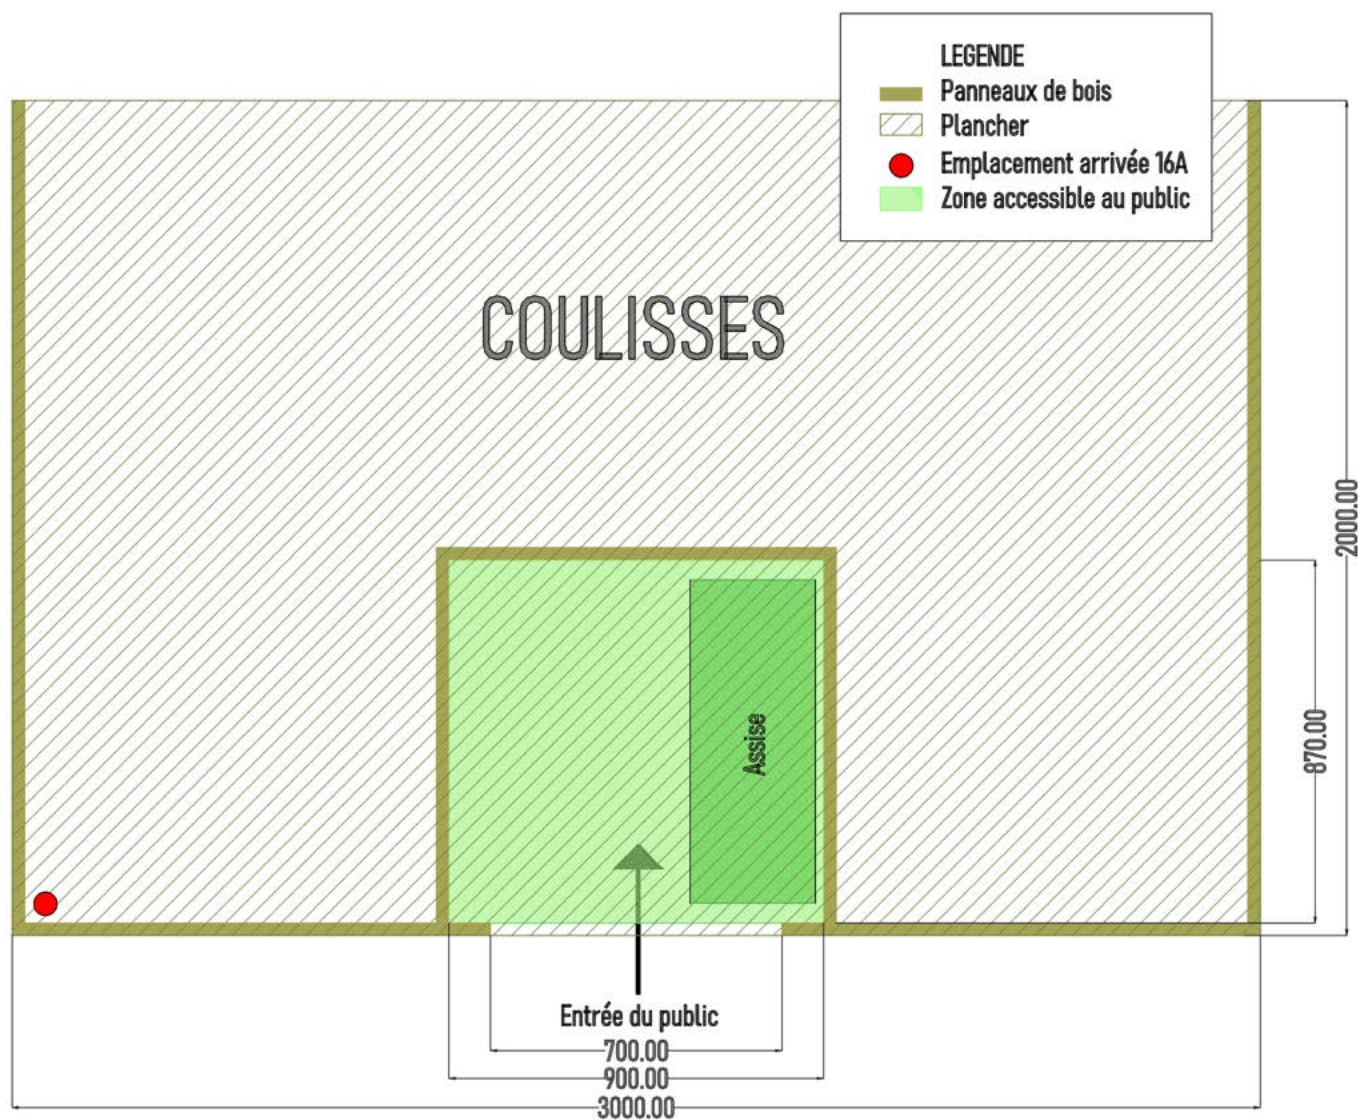 LEGENDE
Panneaux de bois
Plancher
Emplacement arrivée 16A
Zone accessible au public
COULISSES
2000.00
870.00
Assise
Entrée du public
700.00
900.00
3000.00